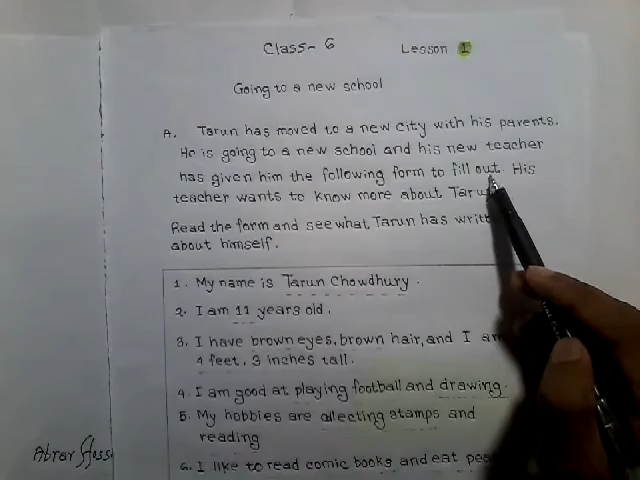 Class- 6 Lesson 1
Going to a new school
A. Tarun has moved to a new city with his parents.
He is going to a new school and his new teacher
has given him the following form to fill out. His
teacher wants to know more about
Read the form and see what Tarun has
about himself.
1. My name is Tarun Chowdhury.
2. I am 11 years old.
3. I have brown eyes, brown hair, and I am
4 feet, 3 inches tall.
4. I am good at playing football and drawing.
5. My hobbies are collecting stamps and
reading
6. I like to read comic books and eat
Abrar